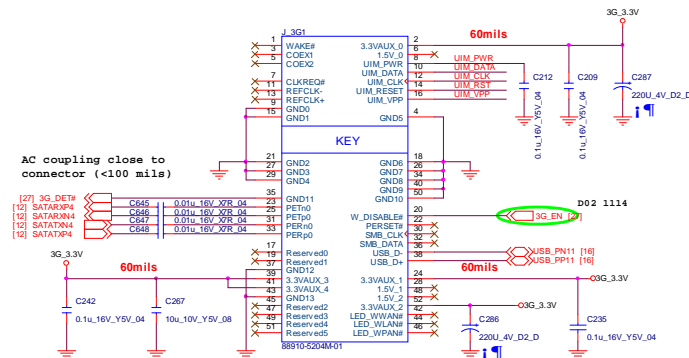 3G_3.3V
60mils
J_3G1
1 WAKE# 3.3VAUX_0 2
3 COEX1 1.5V_0 6
5 COEX2 UIM_PWR 8 UIM_PWR
UIM_DATA 10 UIM_DATA
7 CLKREQ# UIM_CLK 12 UIM_CLK
11 REFCLK- UIM_RESET 14 UIM_RST
13 REFCLK+ UIM_VPP 16 UIM_VPP
9 GND0
15 GND1 GND5 4
C212
0.1u_16V_Y5V_04
C209
0.1u_16V_Y5V_04
C287
220U_4V_D2_D
¡ ¶
KEY
AC coupling close to
connector (<100 mils)
21 GND2 GND6 18
27 GND3 GND7 26
29 GND4 GND8 34
GND9 40
35 GND11 GND10 50
D02 1114
[27] 3G_DET#
[12] SATARXP4 C645 0.01u_16V_X7R_04 23 PETn0
[12] SATARXN4 C646 0.01u_16V_X7R_04 25 PETp0 W_DISABLE# 20 3G_EN [27]
[12] SATATXN4 C647 0.01u_16V_X7R_04 31 PERn0 PERSET# 22
[12] SATATXP4 C648 0.01u_16V_X7R_04 33 PERp0 SMB_CLK 30
SMB_DATA 32
17 Reserved0 USB_D- 36 USB_PN11 [16]
19 Reserved1 USB_D+ 38 USB_PP11 [16]
37 GND12
39 3.3VAUX_3 3.3VAUX_1 24 3G_3.3V
41 3.3VAUX_4 1.5V_1 28
43 GND13 1.5V_2 48
45 Reserved2 3.3VAUX_2 52 3G_3.3V
47 Reserved3 LED_WWAN# 42
49 Reserved4 LED_WLAN# 44
51 Reserved5 LED_WPAN# 46
88910-5204M-01
3G_3.3V
60mils
C242
0.1u_16V_Y5V_04
C267
10u_10V_Y5V_08
60mils
C286
220U_4V_D2_D
¡ ¶
C235
0.1u_16V_Y5V_04